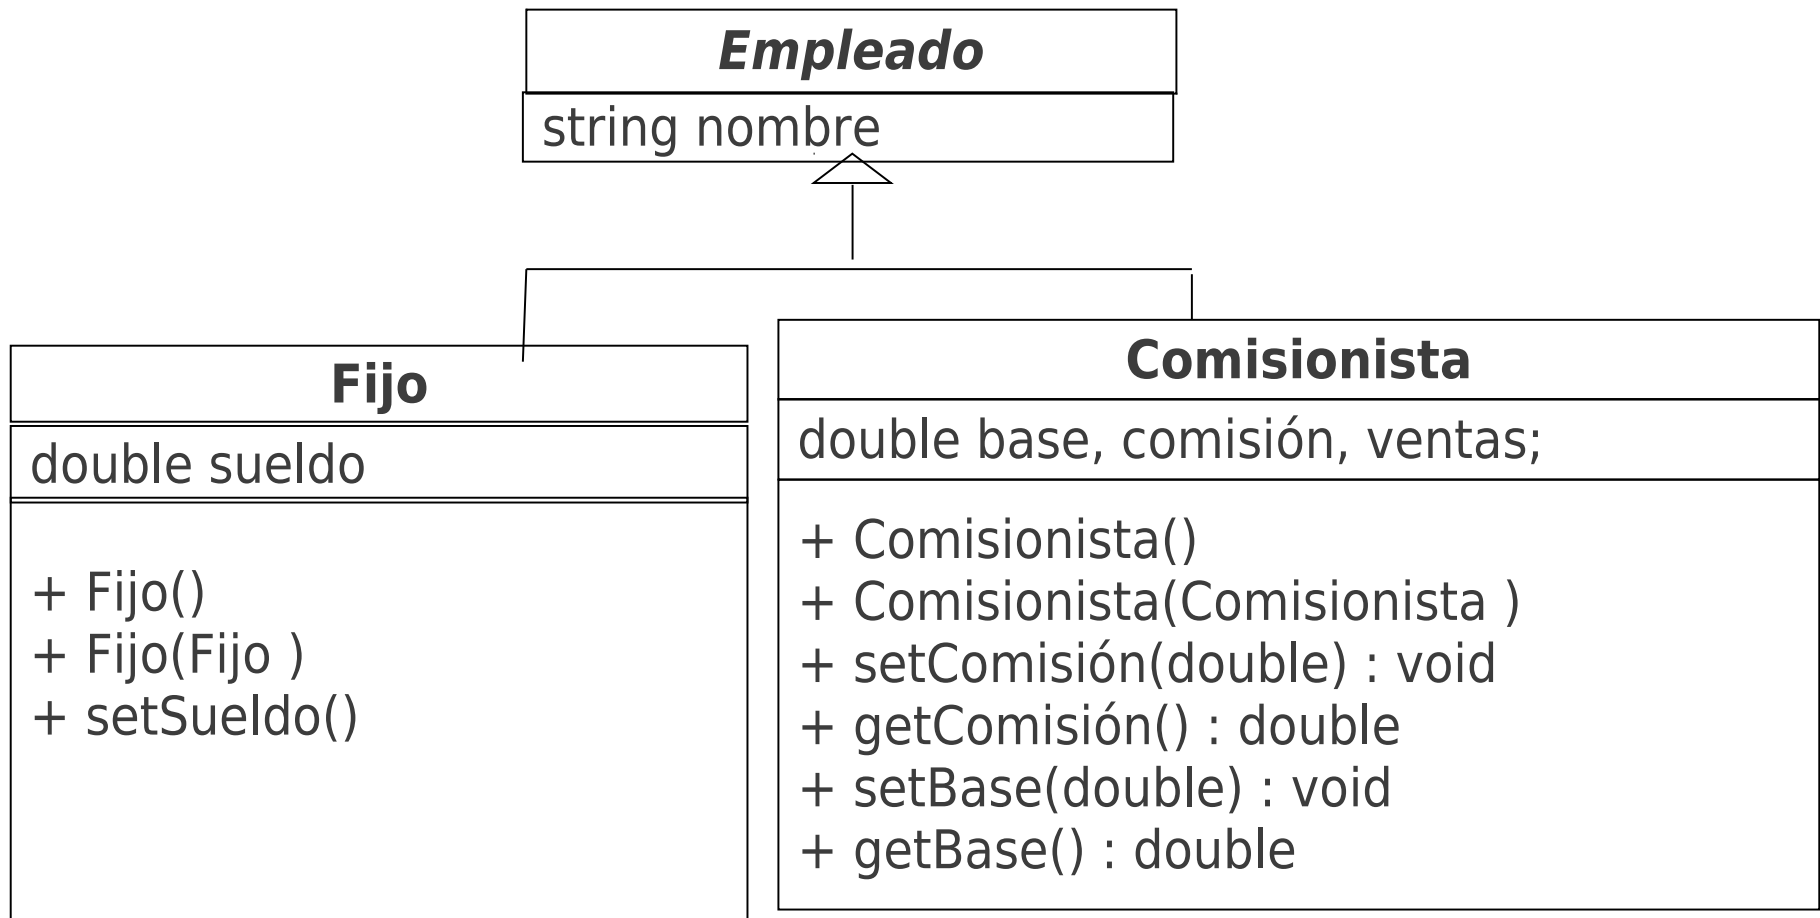 Empleado
string nombre
Fijo
double sueldo
+ Fijo()
+ Fijo(Fijo )
+ setSueldo()
Comisionista
double base, comisión, ventas;
+ Comisionista()
+ Comisionista(Comisionista )
+ setComisión(double) : void
+ getComisión() : double
+ setBase(double) : void
+ getBase() : double